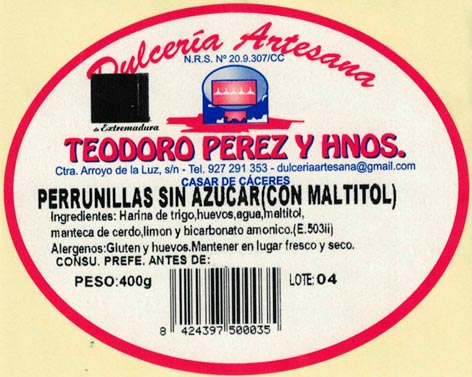 Dulcería Artesana
N.R.S. Nº 20.9.307/CC
de Extremadura
TEODORO PEREZ Y HNOS.
Ctra. Arroyo de la Luz, s/n - Tel. 927 291 353 - dulceriaartesana@gmail.com
CASAR DE CÁCERES
PERRUNILLAS SIN AZUCAR(CON MALTITOL)
Ingredientes: Harina de trigo,huevos,agua,maltitol,
manteca de cerdo,limon y bicarbonato amonico.(E.503ii)
Alergenos:Gluten y huevos.Mantener en lugar fresco y seco.
CONSU. PREFE. ANTES DE:
PESO:400g
LOTE: 04
8 424397 500035